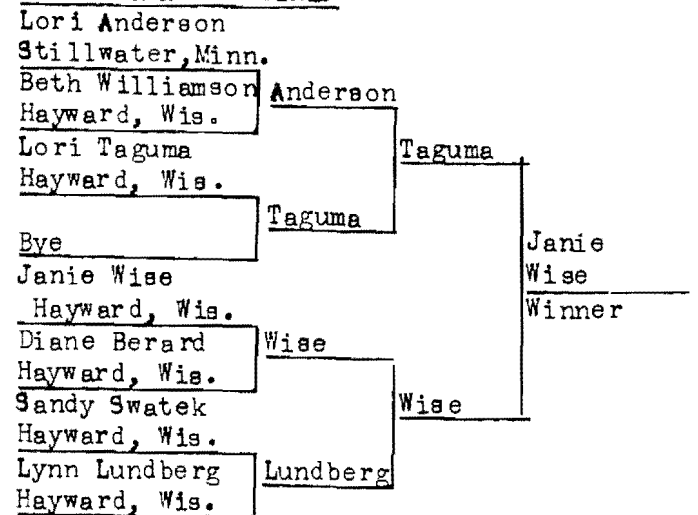 Lori Anderson
Stillwater,Minn.
Beth Williamson
Hayward, Wis.
Anderson
Lori Taguma
Hayward, Wis.
Taguma
Bye
Taguma
Janie Wise
Hayward, Wis.
Diane Berard
Hayward, Wis.
Wise
Sandy Swatek
Hayward, Wis.
Lynn Lundberg
Hayward, Wis.
Lundberg
Wise
Janie
Wise
Winner